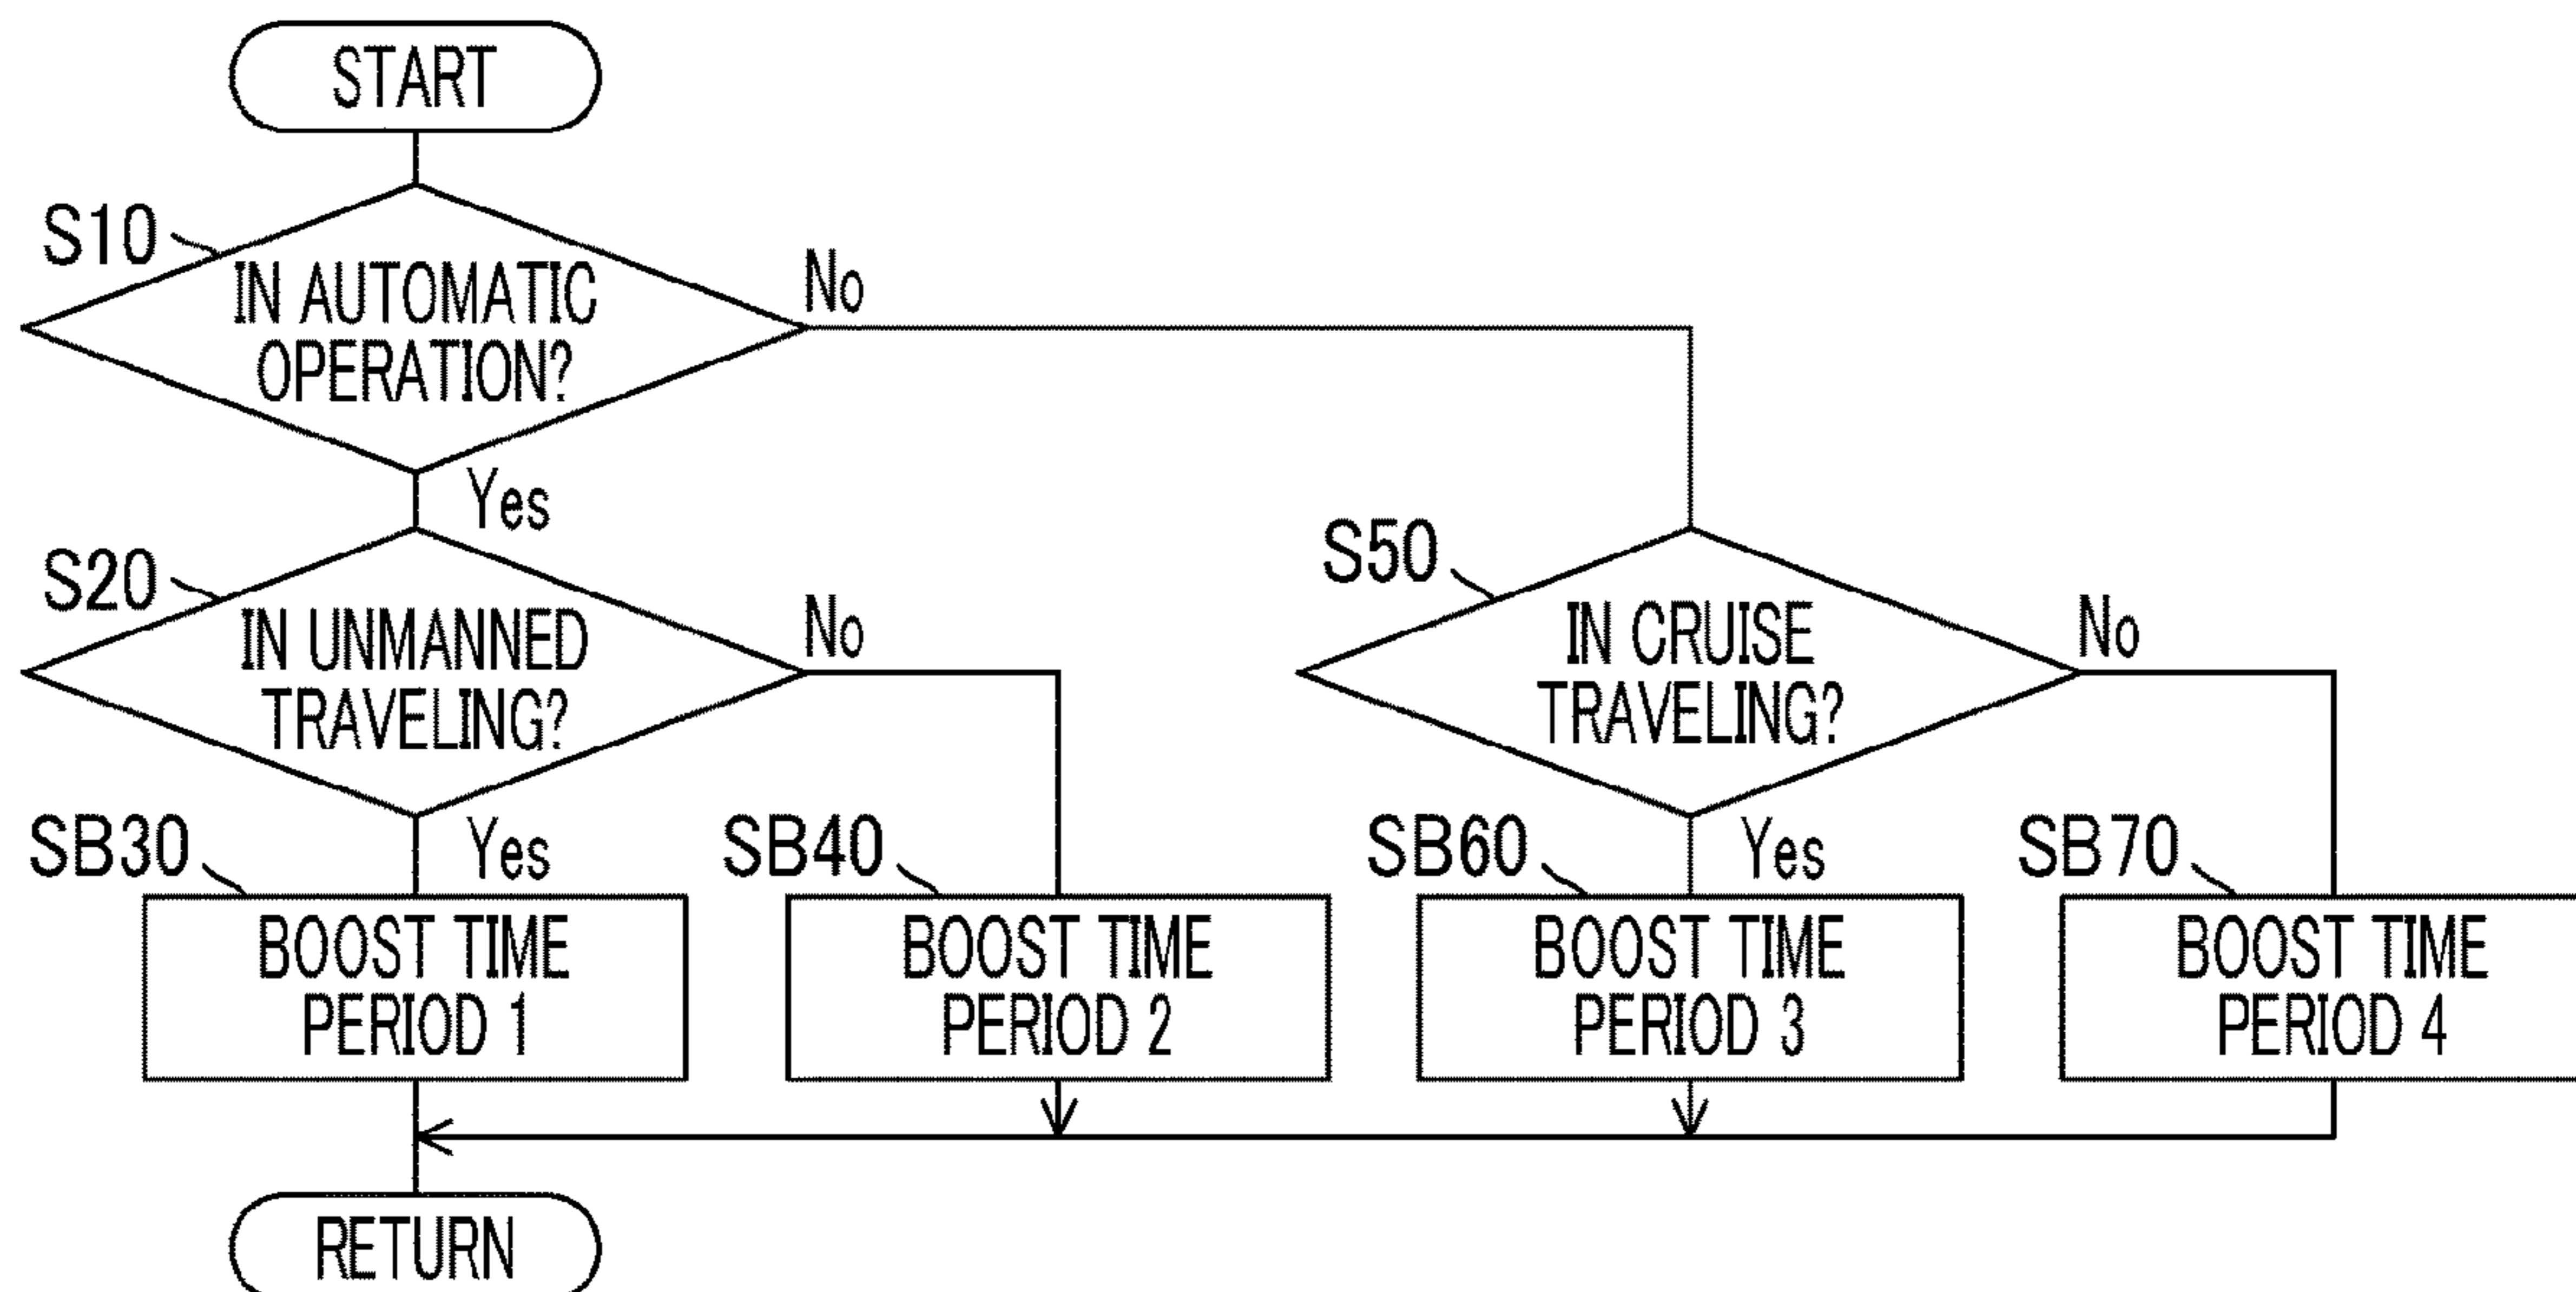 START
S10
IN AUTOMATIC
OPERATION?
No
Yes
S20
IN UNMANNED
TRAVELING?
No
Yes
S50
IN CRUISE
TRAVELING?
No
Yes
SB30
BOOST TIME
PERIOD 1
SB40
BOOST TIME
PERIOD 2
SB60
BOOST TIME
PERIOD 3
SB70
BOOST TIME
PERIOD 4
RETURN